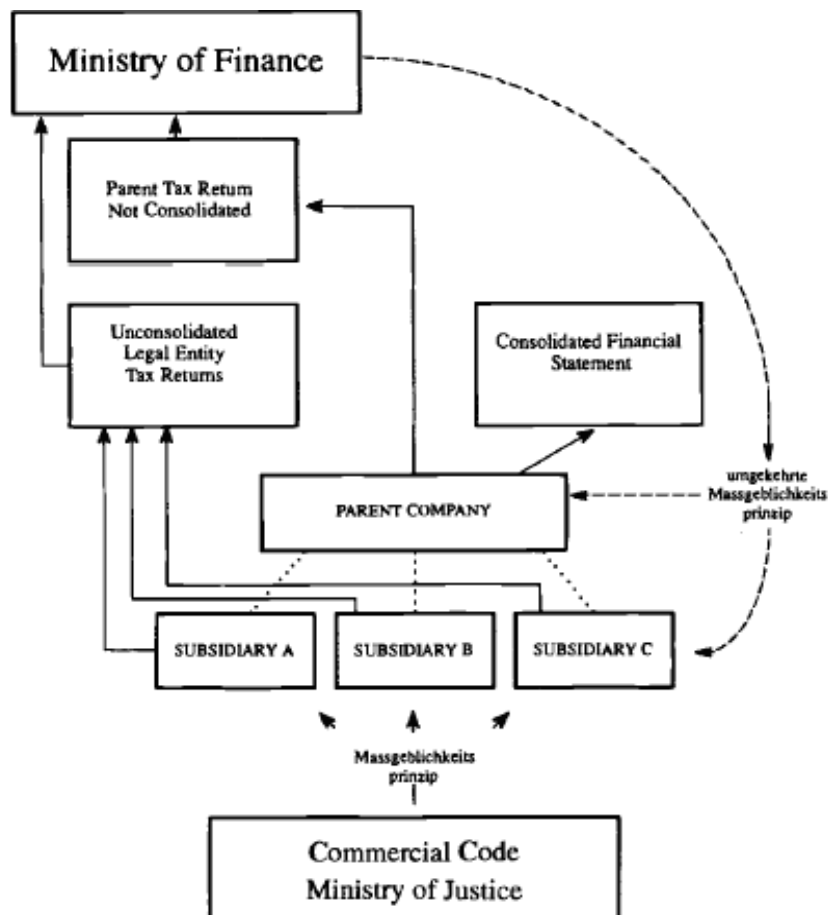 Ministry of Finance
Parent Tax Return
Not Consolidated
Unconsolidated
Legal Entity
Tax Returns
Consolidated Financial
Statement
umgekehrte
Massgeblichkeits
prinzip
PARENT COMPANY
SUBSIDIARY A
SUBSIDIARY B
SUBSIDIARY C
Massgeblichkeits
prinzip
Commercial Code
Ministry of Justice